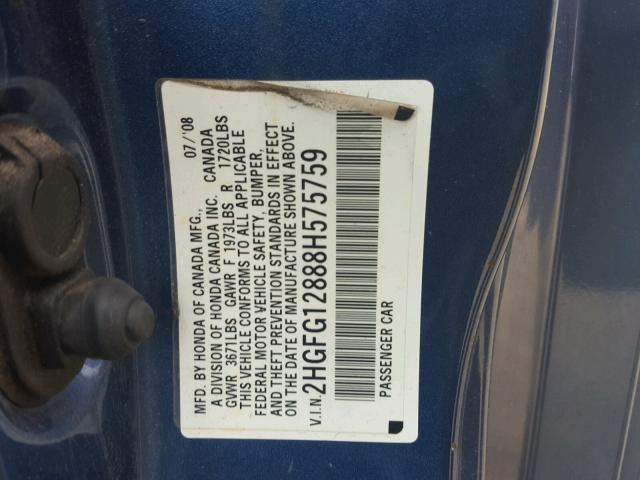 MFD. BY HONDA OF CANADA MFG., 07/'08
A DIVISION OF HONDA CANADA INC. CANADA
GVWR 3671LBS GAWR F 1973LBS R 1720LBS
THIS VEHICLE CONFORMS TO ALL APPLICABLE
FEDERAL MOTOR VEHICLE SAFETY, BUMPER,
AND THEFT PREVENTION STANDARDS IN EFFECT
ON THE DATE OF MANUFACTURE SHOWN ABOVE.
V.I.N. 2HGFG12888H575759
PASSENGER CAR